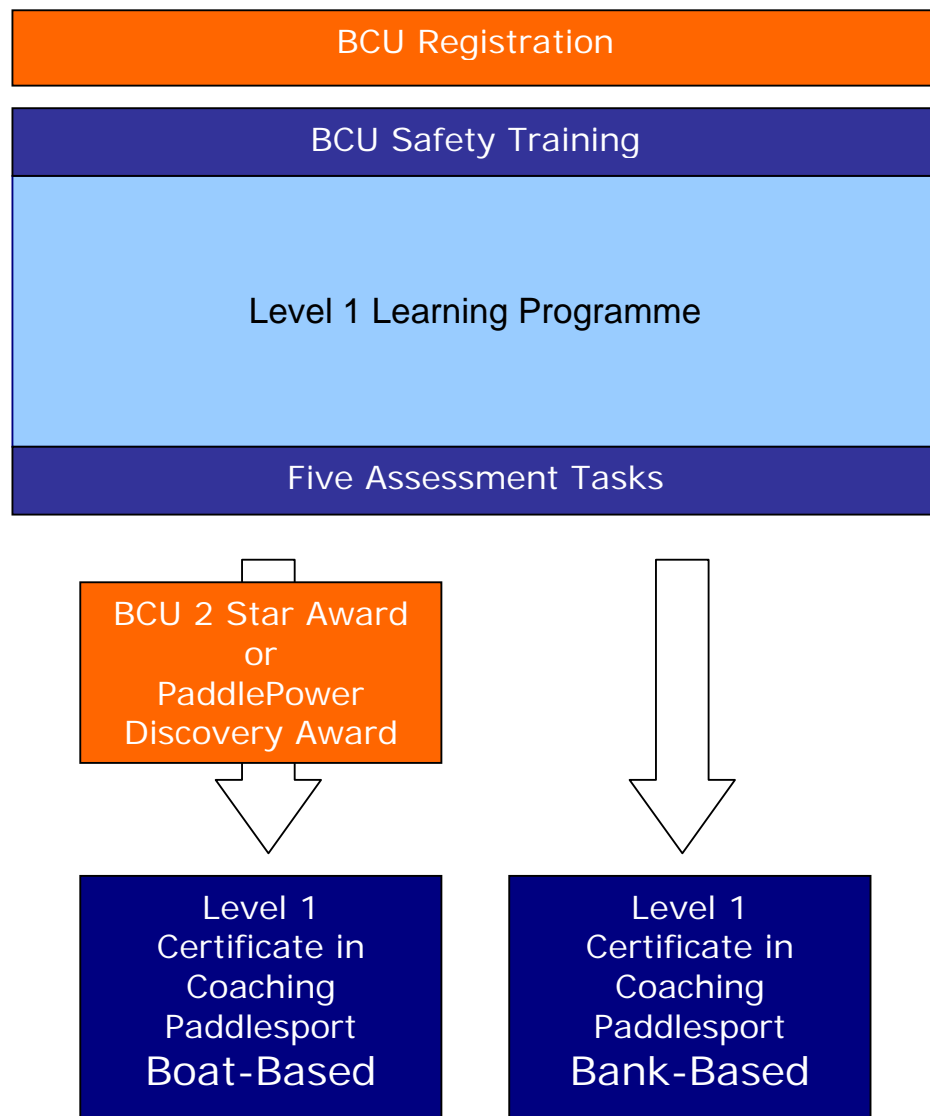 BCU Registration
BCU Safety Training
Level 1 Learning Programme
Five Assessment Tasks
BCU 2 Star Award
or
PaddlePower
Discovery Award
Level 1
Certificate in
Coaching
Paddlesport
Boat-Based
Level 1
Certificate in
Coaching
Paddlesport
Bank-Based